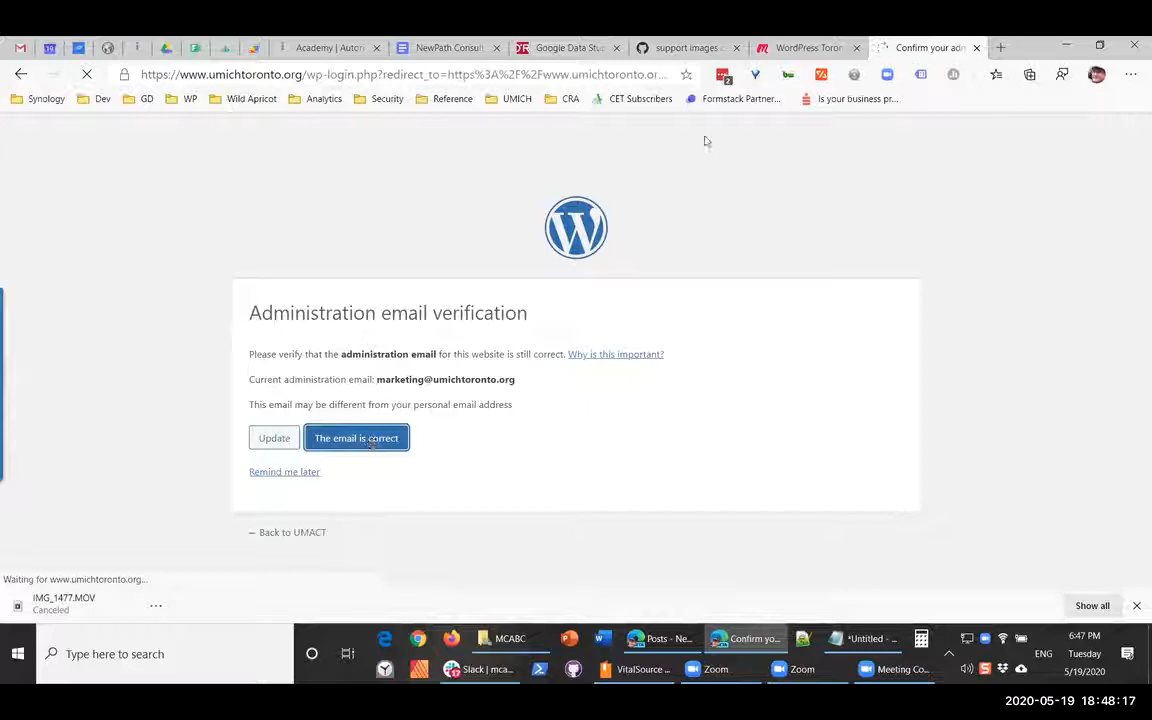 Academy | Autori
NewPath Consult
Google Data Stu
support images
WordPress Toron
Confirm your adm
https://www.umichtoronto.org/wp-login.php?redirect_to=https%3A%2F%2Fwww.umichtoronto.or...
Synology
Dev
GD
WP
Wild Apricot
Analytics
Security
Reference
UMICH
CRA
CET Subscribers
Formstack Partner...
Is your business pr...
Administration email verification
Please verify that the administration email for this website is still correct. Why is this important?
Current administration email: marketing@umichtoronto.org
This email may be different from your personal email address
Update
The email is correct
Remind me later
← Back to UMACT
Waiting for www.umichtoronto.org...
IMG_1477.MOV
Canceled
Show all
MCABC
Posts - Ne...
Confirm yo...
*Untitled - ...
6:47 PM
Type here to search
ENG
Tuesday
Slack | mca...
VitalSource ...
Zoom
Zoom
Meeting Co...
5/19/2020
2020-05-19 18:48:17